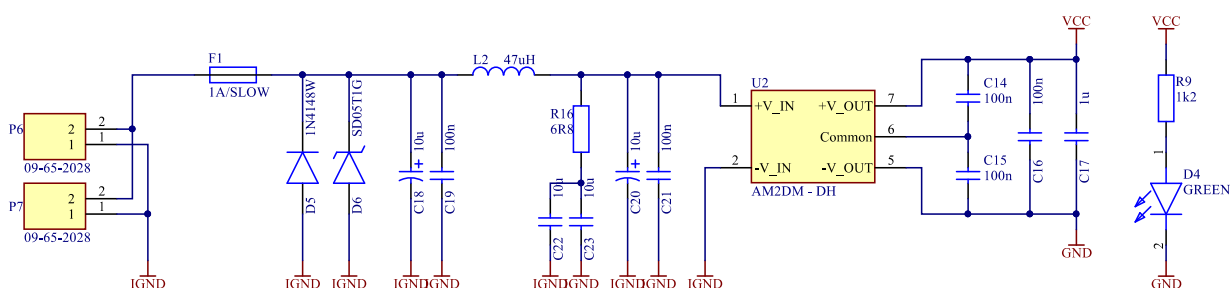 VCC
VCC
F1
L2
47uH
U2
1A/SLOW
1N4148W
SD05T1G
10u
100n
R16
6R8
10u
100n
1
+V_IN
+V_OUT
7
C14
100n
100n
1u
R9
1k2
P6
2
2
1
1
09-65-2028
Common
6
1
2
-V_IN
-V_OUT
5
C15
100n
C16
C17
D4
GREEN
P7
2
2
1
1
09-65-2028
D5
D6
+
C18
C19
10u
10u
+
C20
C21
AM2DM - DH
C22
C23
2
GND
IGND
IGND
IGND
IGND
IGND
IGND
IGND
IGND
IGND
IGND
GND